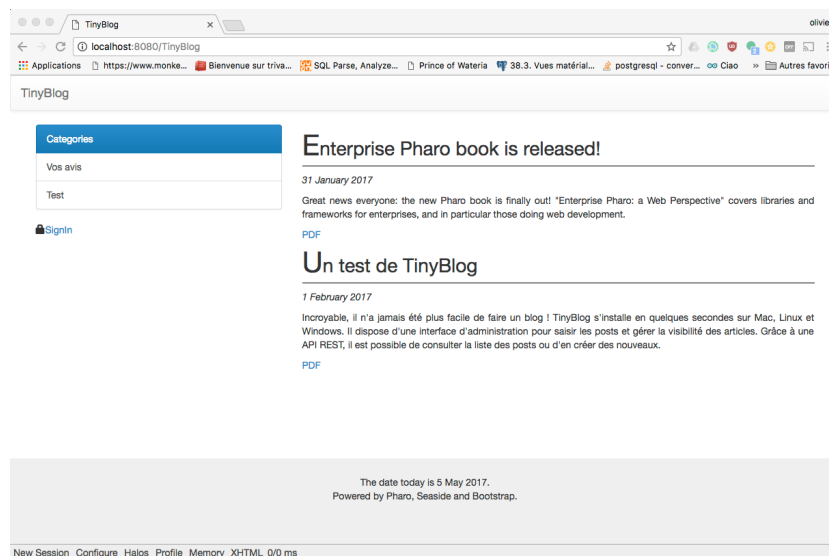 TinyBlog
olivie
localhost:8080/TinyBlog
Applications https://www.monke... Bienvenue sur triva... SQL Parse, Analyze... Prince of Wateria 38.3. Vues matérial... postgresql - conver... Ciao » Autres favori
TinyBlog
Categories
Vos avis
Test
SignIn
Enterprise Pharo book is released!
31 January 2017
Great news everyone: the new Pharo book is finally out! "Enterprise Pharo: a Web Perspective" covers libraries and
frameworks for enterprises, and in particular those doing web development.
PDF
Un test de TinyBlog
1 February 2017
Incroyable, il n'a jamais été plus facile de faire un blog ! TinyBlog s'installe en quelques secondes sur Mac, Linux et
Windows. Il dispose d'une interface d'administration pour saisir les posts et gérer la visibilité des articles. Grâce à une
API REST, il est possible de consulter la liste des posts ou d'en créer des nouveaux.
PDF
The date today is 5 May 2017.
Powered by Pharo, Seaside and Bootstrap.
New Session Configure Halos Profile Memory XHTML 0/0 ms